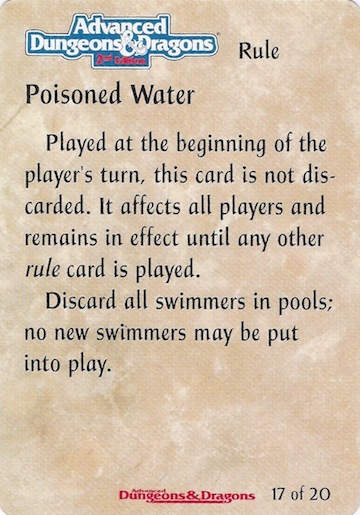 Advanced
Dungeons & Dragons®
2nd Edition
Rule
Poisoned Water
Played at the beginning of the
player's turn, this card is not dis-
carded. It affects all players and
remains in effect until any other
rule card is played.
Discard all swimmers in pools;
no new swimmers may be put
into play.
Advanced
Dungeons & Dragons
17 of 20